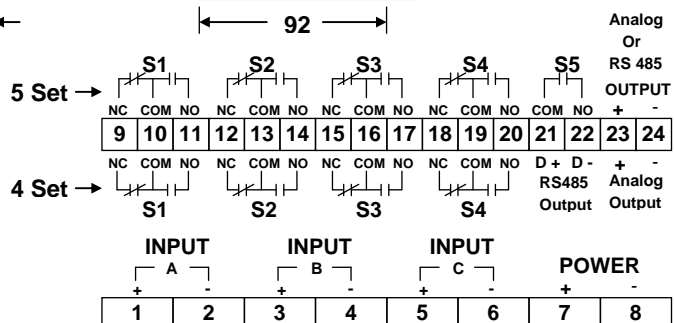 92
Analog
Or
RS 485
OUTPUT
S1 S2 S3 S4 S5
5 Set
NC COM NO NC COM NO NC COM NO NC COM NO COM NO + -
9 10 11 12 13 14 15 16 17 18 19 20 21 22 23 24
NC COM NO NC COM NO NC COM NO NC COM NO D + D - + -
4 Set
S1 S2 S3 S4
RS485
Output
Analog
Output
INPUT INPUT INPUT
A B C POWER
+ - + - + - + -
1 2 3 4 5 6 7 8